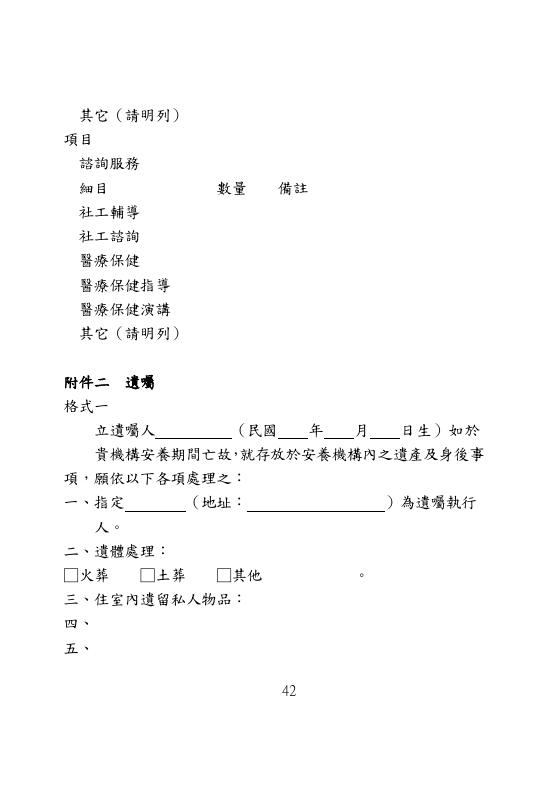 其它（請明列）
項目
諮詢服務
細目　　　　　　　數量　　備註
社工輔導
社工諮詢
醫療保健
醫療保健指導
醫療保健演講
其它（請明列）
附件二　遺囑
格式一
立遺囑人＿＿＿＿＿（民國＿＿年＿＿月＿＿日生）如於
貴機構安養期間亡故，就存放於安養機構內之遺產及身後事
項，願依以下各項處理之：
一、指定＿＿＿＿（地址：＿＿＿＿＿＿＿＿＿）為遺囑執行
人。
二、遺體處理：
□火葬　　□土葬　　□其他　　　　　　。
三、住室內遺留私人物品：
四、
五、
42